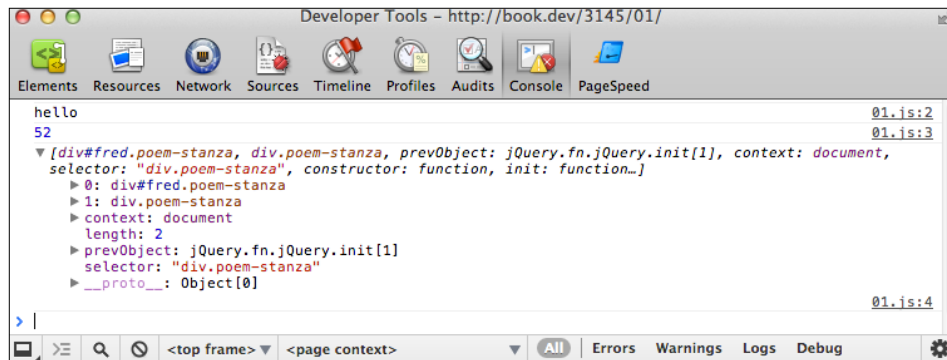 Developer Tools – http://book.dev/3145/01/
Elements Resources Network Sources Timeline Profiles Audits Console PageSpeed
hello 01.js:2
52 01.js:3
▼ [div#fred.poem-stanza, div.poem-stanza, prevObject: jQuery.fn.jQuery.init[1], context: document,
selector: "div.poem-stanza", constructor: function, init: function…]
▶ 0: div#fred.poem-stanza
▶ 1: div.poem-stanza
▶ context: document
length: 2
▶ prevObject: jQuery.fn.jQuery.init[1]
selector: "div.poem-stanza"
▶ __proto__: Object[0]
01.js:4
>
<top frame> ▼ <page context> ▼ All Errors Warnings Logs Debug